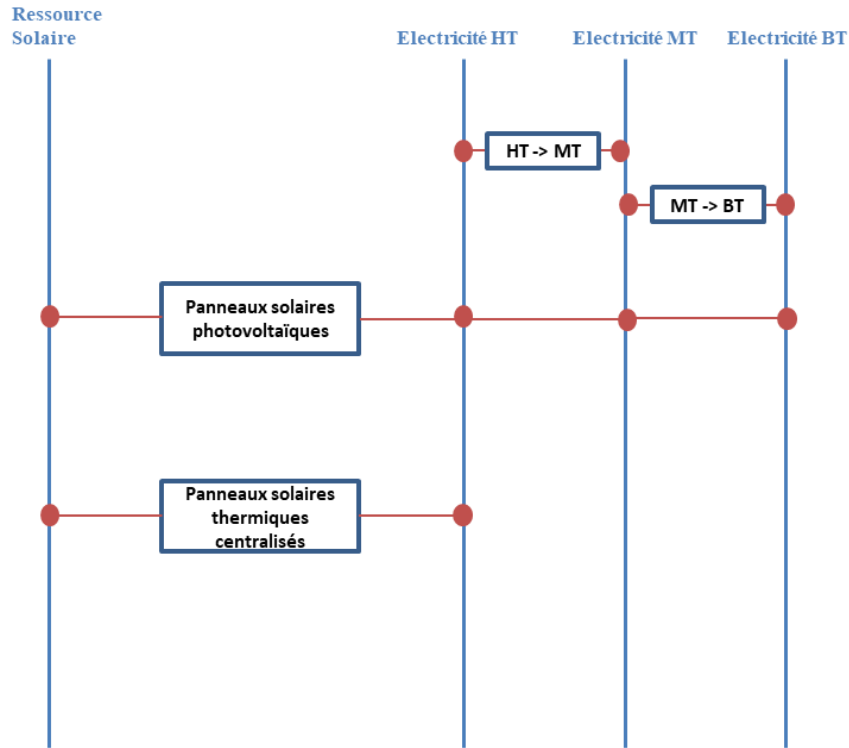 Ressource
Solaire
Electricité HT
Electricité MT
Electricité BT
HT -> MT
MT -> BT
Panneaux solaires
photovoltaïques
Panneaux solaires
thermiques
centralisés